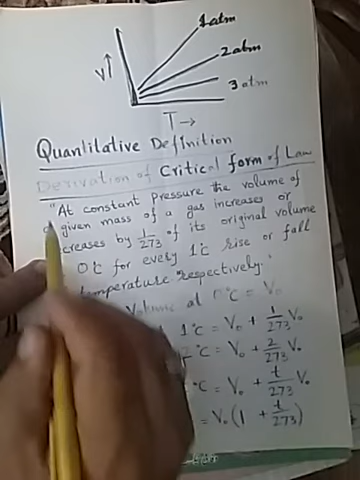 1 atm
2 atm
3 atm
V↑
T→
Quantitative Definition
Derivation of Critical form of Law
"At constant pressure the volume of
given mass of a gas increases or
creases by 1/273 of its original volume
0℃ for every 1℃ rise or fall
temperature respectively."
Volume at 0℃ = V₀
1℃ = V₀ + 1/273 V₀
2℃ = V₀ + 2/273 V₀
℃ = V₀ + t/273 V₀
= V₀(1 + t/273)